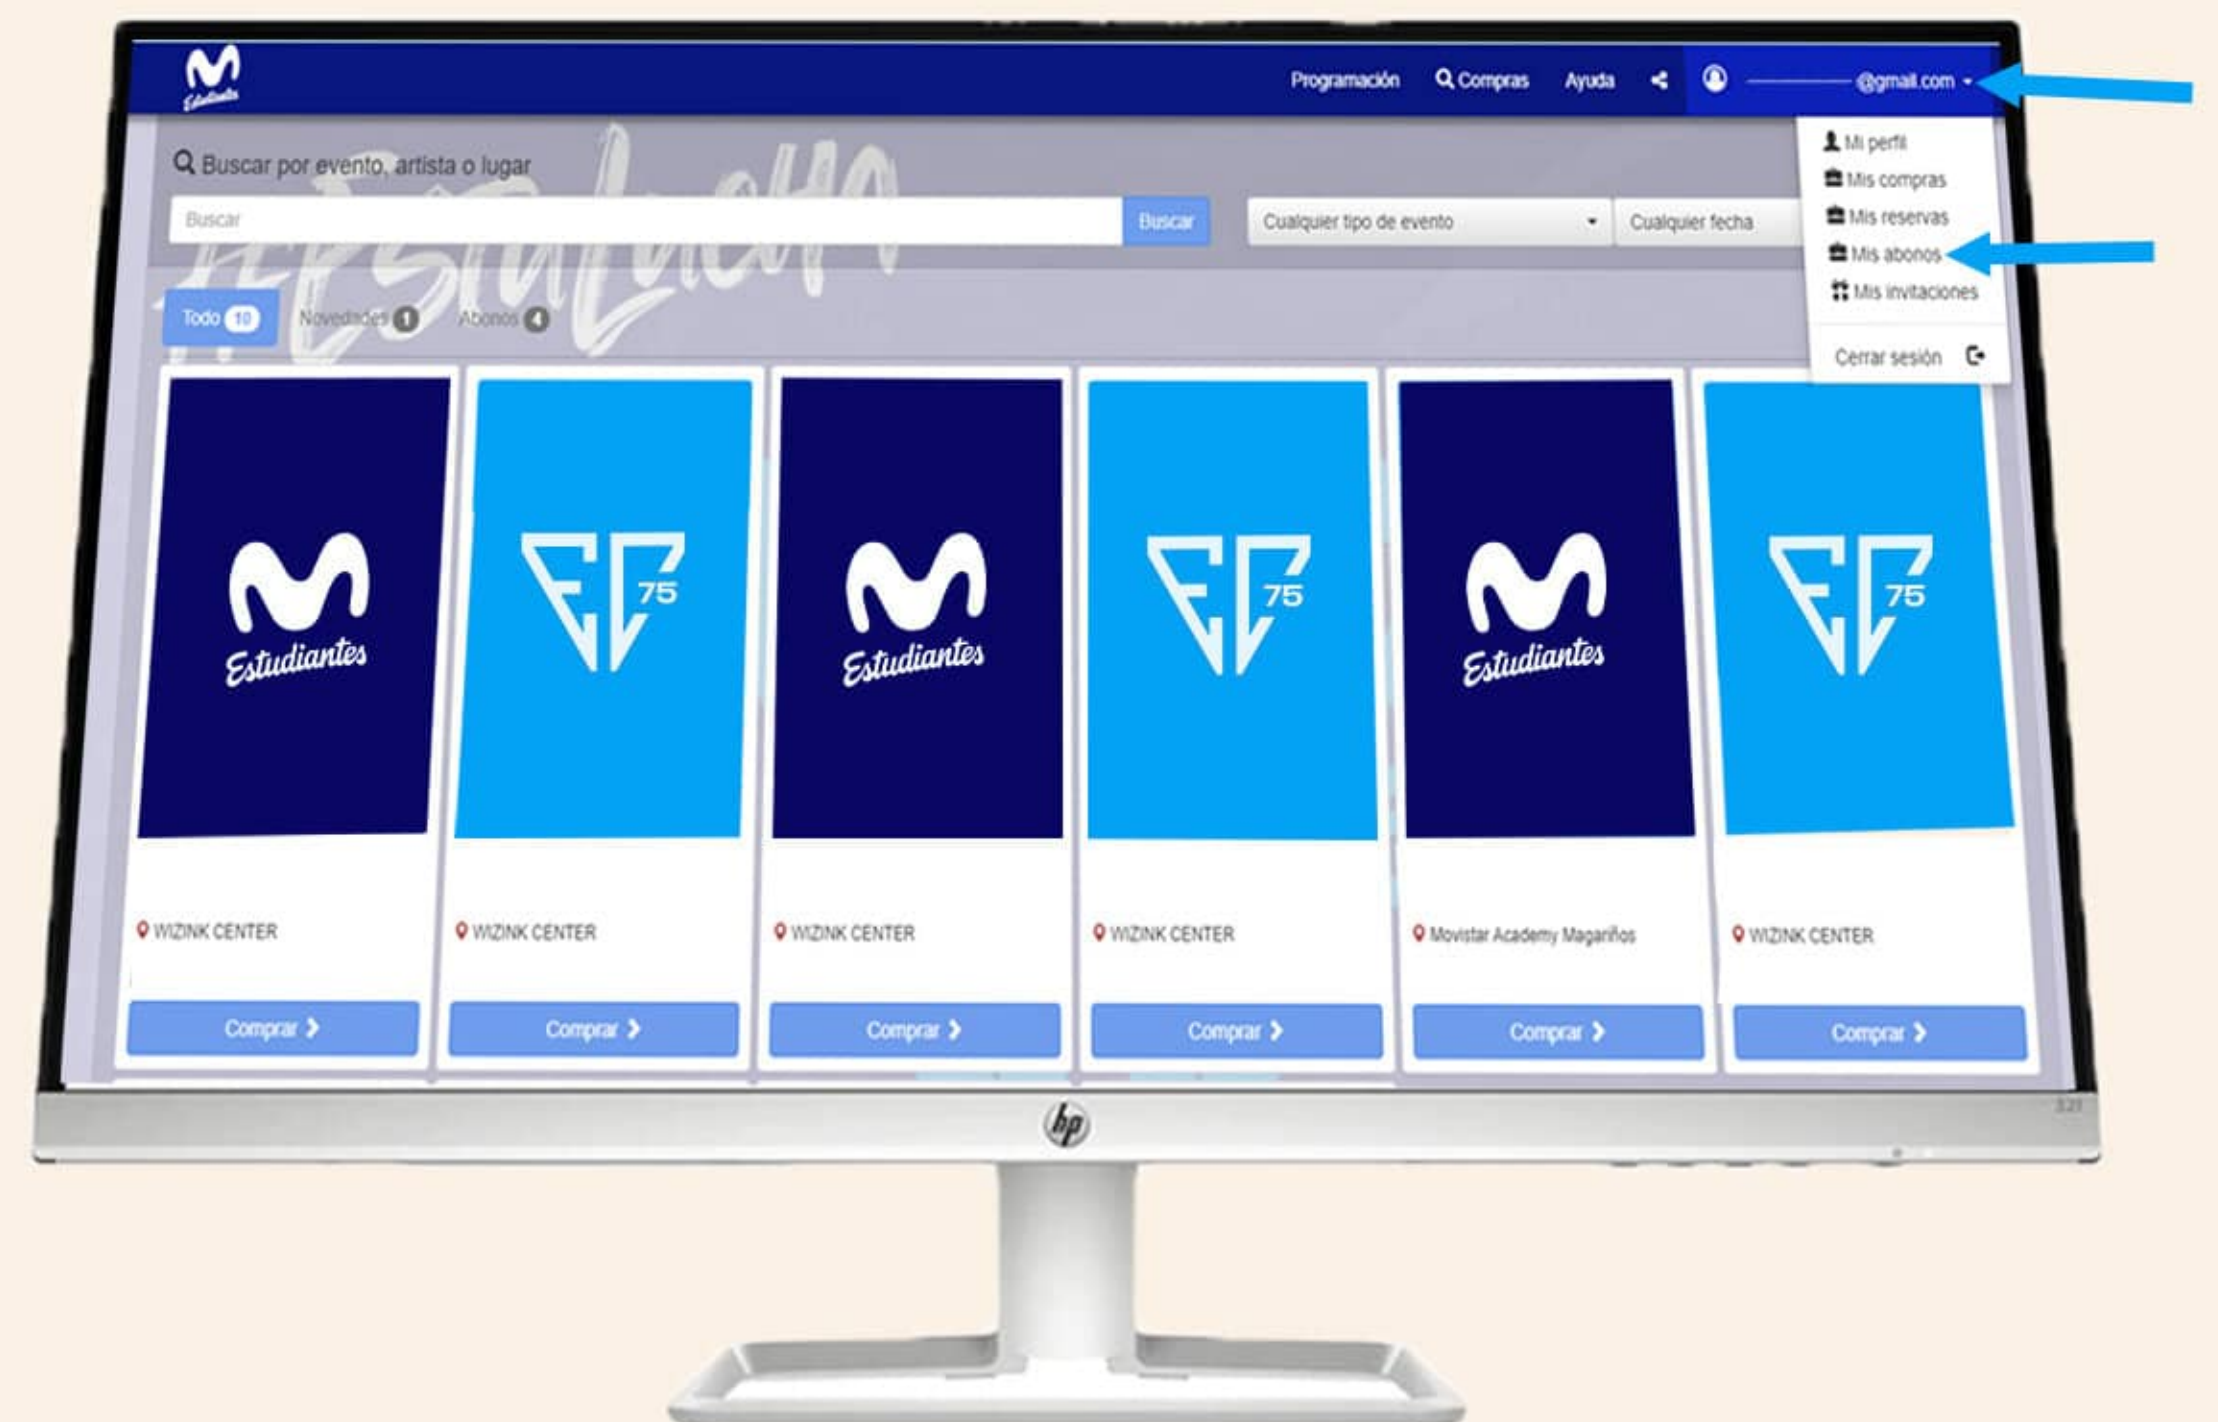 Estudiantes
Programación
Compras
Ayuda
@gmail.com
Mi perfil
Mis compras
Mis reservas
Mis abonos
Mis invitaciones
Cerrar sesión
#EstaLucha
Buscar por evento, artista o lugar
Buscar
Buscar
Cualquier tipo de evento
Cualquier fecha
Todo 10
Novedades 1
Abonos 4
Estudiantes
75
Estudiantes
75
Estudiantes
75
WIZINK CENTER
WIZINK CENTER
WIZINK CENTER
WIZINK CENTER
Movistar Academy Magariños
WIZINK CENTER
Comprar
Comprar
Comprar
Comprar
Comprar
Comprar
hp